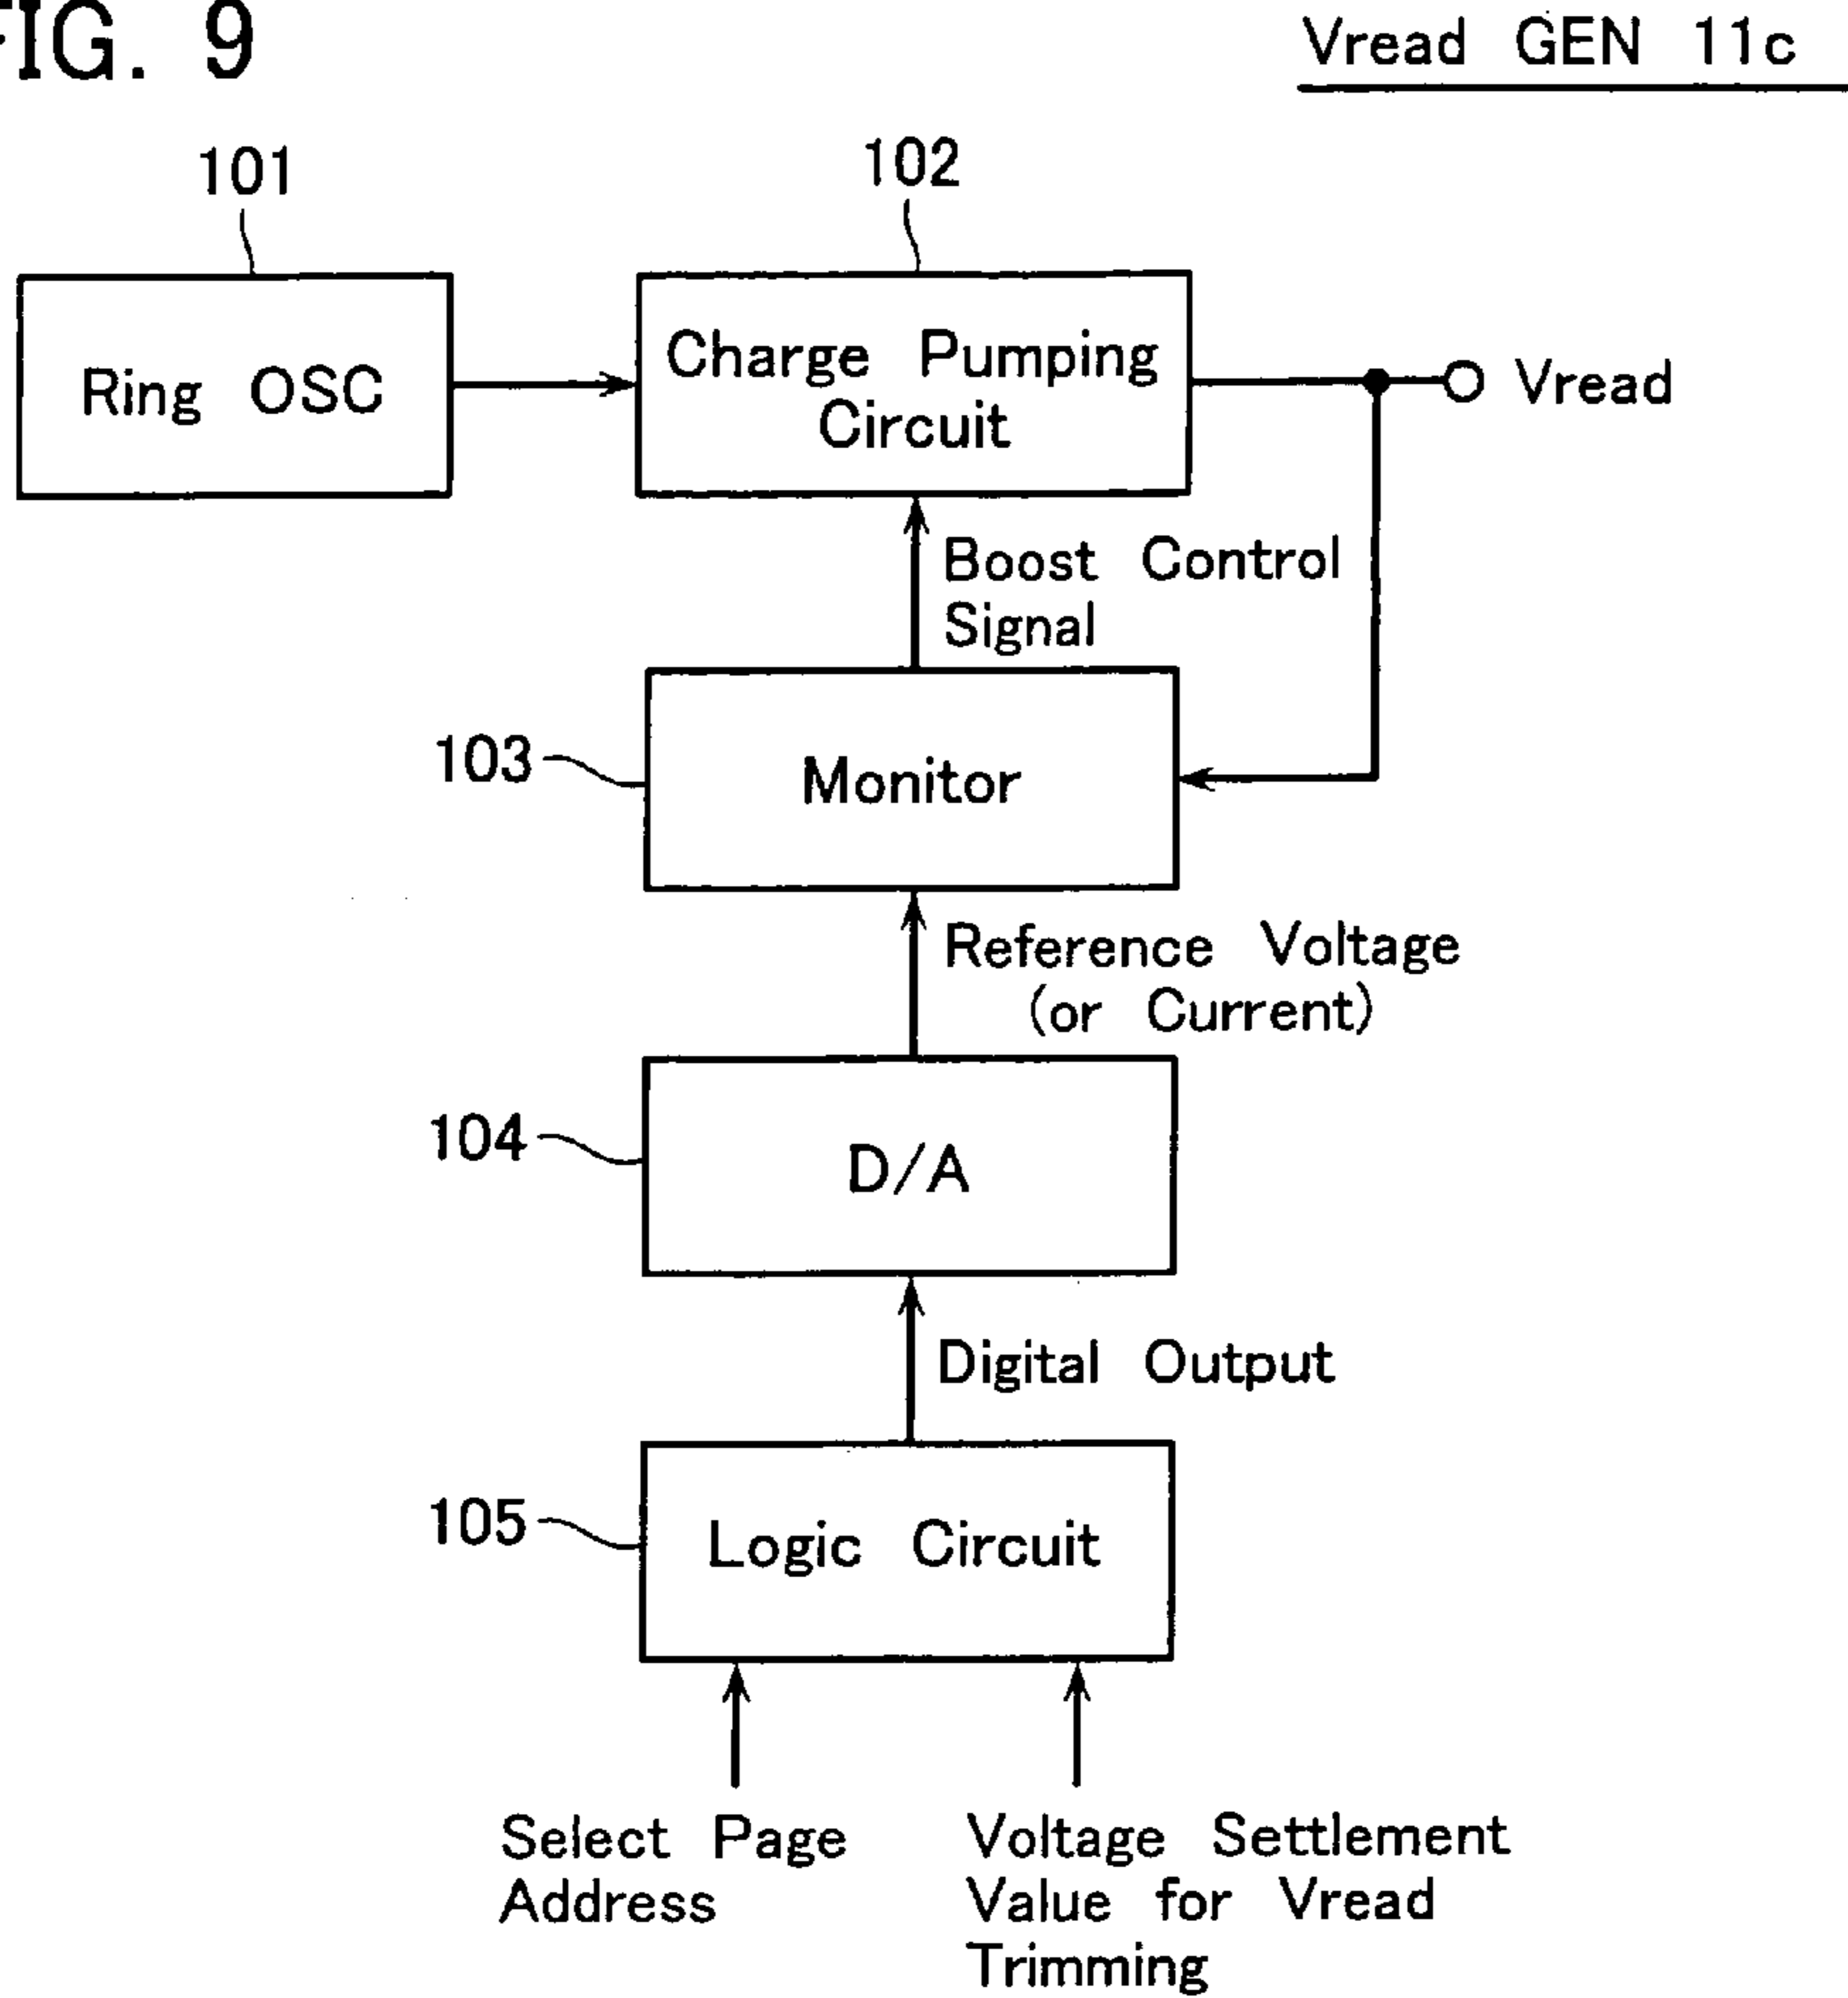 FIG. 9
Vread GEN 11c
101
102
Ring OSC
Charge Pumping
Circuit
Vread
Boost Control
Signal
103
Monitor
Reference Voltage
(or Current)
104
D/A
Digital Output
105
Logic Circuit
Select Page
Address
Voltage Settlement
Value for Vread
Trimming